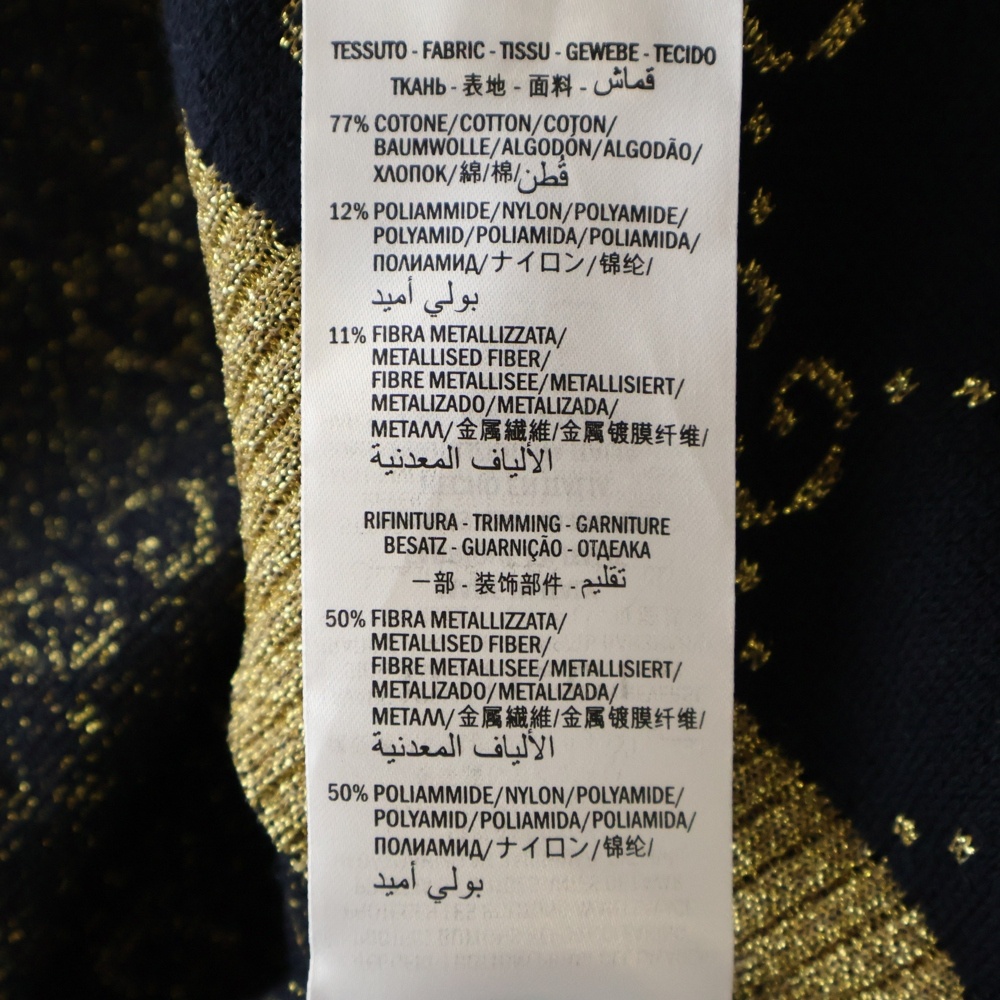 TESSUTO - FABRIC - TISSU - GEWEBE - TECIDO
ТКАНЬ - 表地 - 面料 - قماش
77% COTONE/COTTON/COTON/
BAUMWOLLE/ALGODÓN/ALGODÃO/
ХЛОПОК/綿/棉/قُطن
12% POLIAMMIDE/NYLON/POLYAMIDE/
POLYAMID/POLIAMIDA/POLIAMIDA/
ПОЛИАМИД/ナイロン/锦纶/
بولي أميد
11% FIBRA METALLIZZATA/
METALLISED FIBER/
FIBRE METALLISEE/METALLISIERT/
METALIZADO/METALIZADA/
МЕТАЛЛ/金属繊維/金属镀膜纤维/
الألياف المعدنية
RIFINITURA - TRIMMING - GARNITURE
BESATZ - GUARNIÇÃO - ОТДЕЛКА
一部 - 装饰部件 - تقليم
50% FIBRA METALLIZZATA/
METALLISED FIBER/
FIBRE METALLISEE/METALLISIERT/
METALIZADO/METALIZADA/
МЕТАЛЛ/金属繊維/金属镀膜纤维/
الألياف المعدنية
50% POLIAMMIDE/NYLON/POLYAMIDE/
POLYAMID/POLIAMIDA/POLIAMIDA/
ПОЛИАМИД/ナイロン/锦纶/
بولي أميد